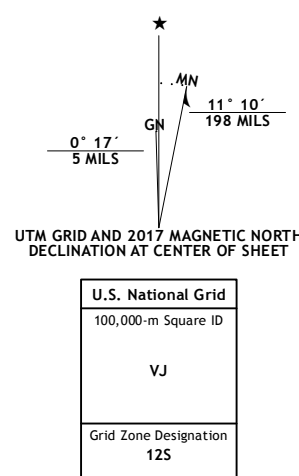 MN
GN
11° 10´
198 MILS
0° 17´
5 MILS
UTM GRID AND 2017 MAGNETIC NORTH
DECLINATION AT CENTER OF SHEET
U.S. National Grid
100,000-m Square ID
VJ
Grid Zone Designation
12S